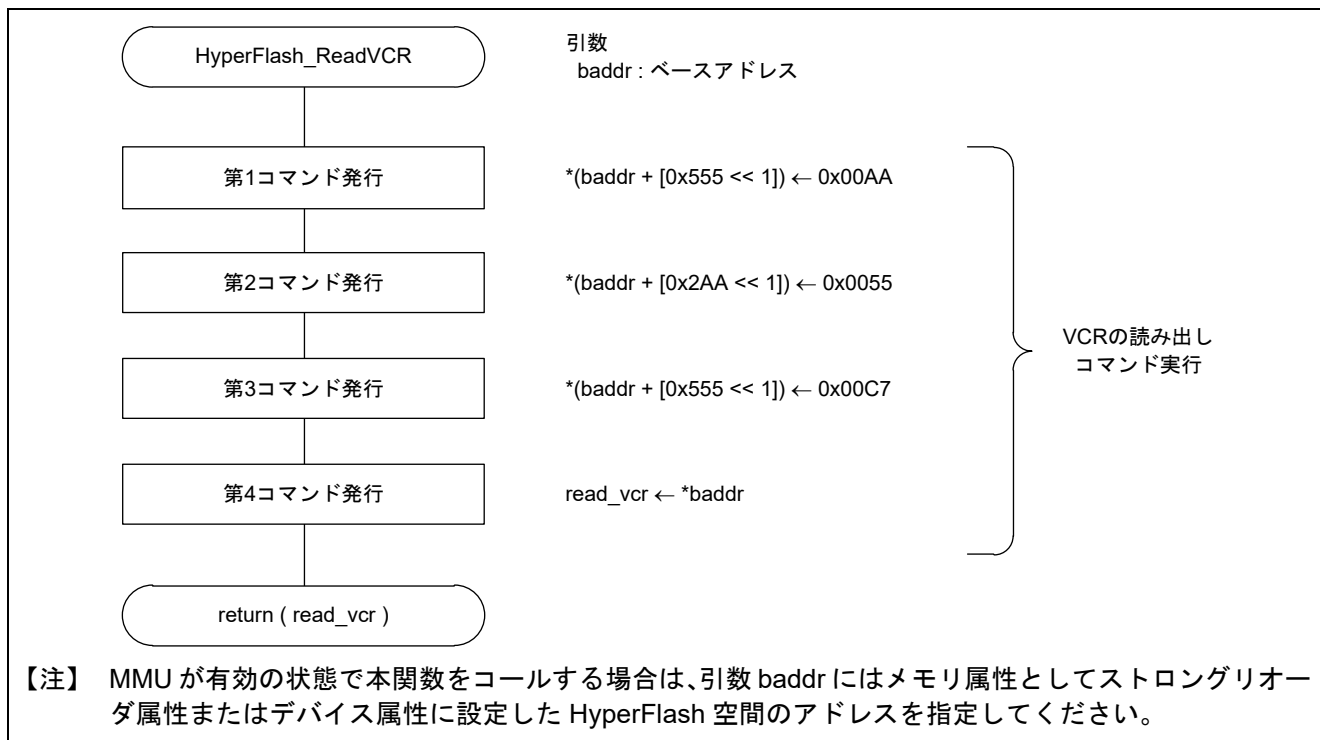 HyperFlash_ReadVCR
引数
baddr : ベースアドレス
第1コマンド発行
*(baddr + [0x555 << 1]) ← 0x00AA
第2コマンド発行
*(baddr + [0x2AA << 1]) ← 0x0055
VCRの読み出し
コマンド実行
第3コマンド発行
*(baddr + [0x555 << 1]) ← 0x00C7
第4コマンド発行
read_vcr ← *baddr
return ( read_vcr )
【注】 MMU が有効の状態で本関数をコールする場合は、引数 baddr にはメモリ属性としてストロングリオー
ダ属性またはデバイス属性に設定した HyperFlash 空間のアドレスを指定してください。